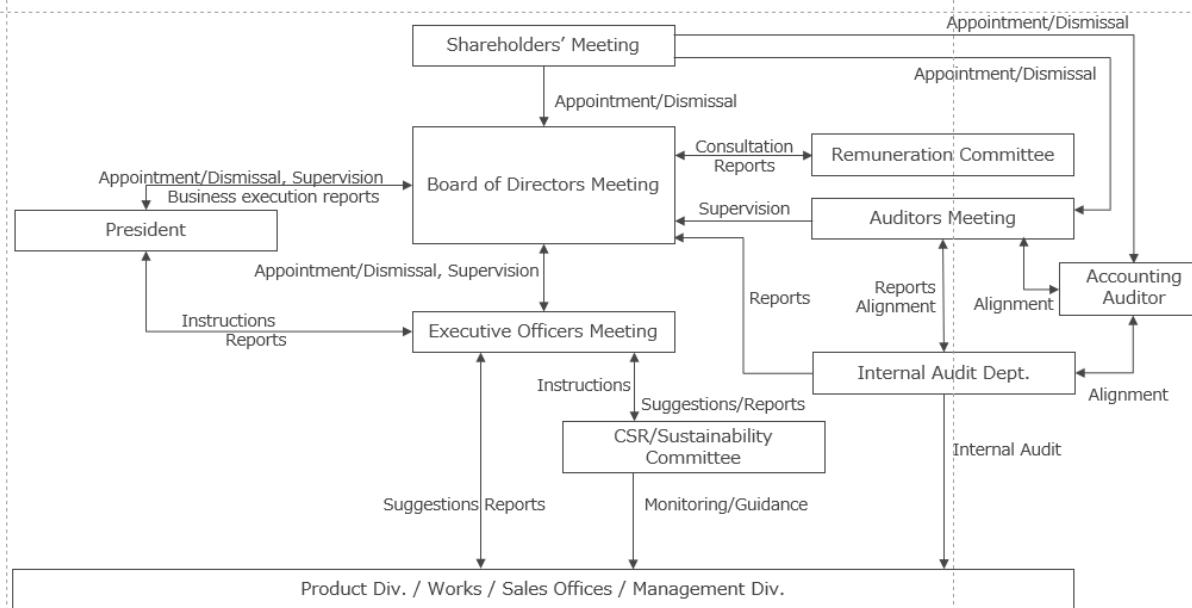 Appointment/Dismissal
Shareholders' Meeting
Appointment/Dismissal
Appointment/Dismissal
Consultation
Reports
Remuneration Committee
Board of Directors Meeting
Appointment/Dismissal, Supervision
Business execution reports
President
Supervision
Auditors Meeting
Appointment/Dismissal, Supervision
Reports
Reports
Alignment
Alignment
Accounting
Auditor
Instructions
Reports
Executive Officers Meeting
Internal Audit Dept.
Alignment
Instructions
Suggestions/Reports
CSR/Sustainability
Committee
Internal Audit
Suggestions Reports
Monitoring/Guidance
Product Div. / Works / Sales Offices / Management Div.